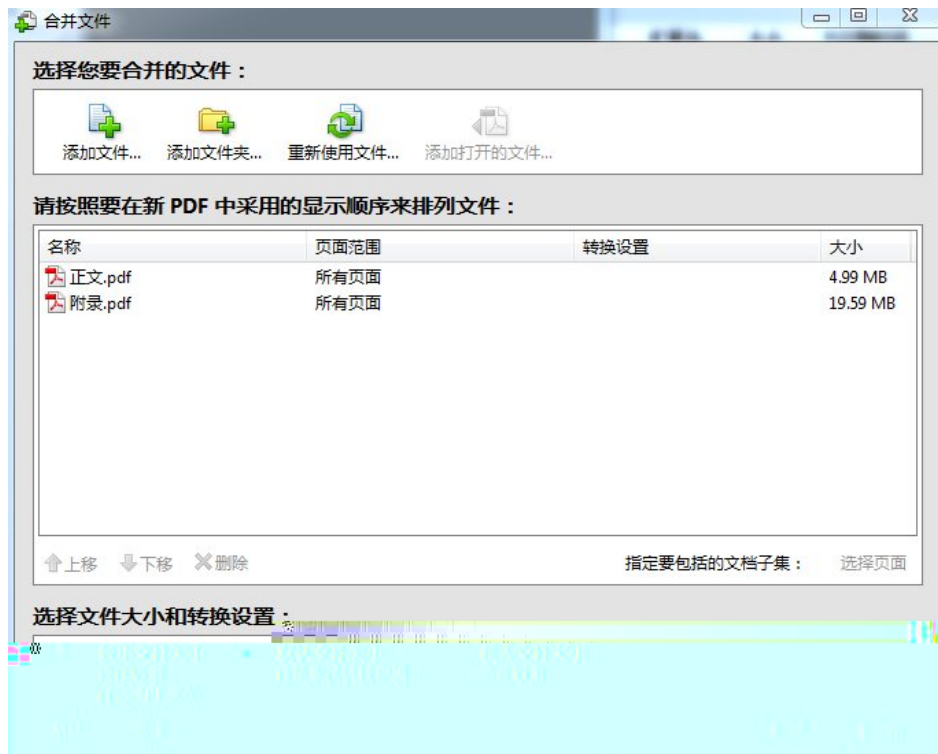 合并文件
选择您要合并的文件：
添加文件... 添加文件夹... 重新使用文件... 添加打开的文件...
请按照要在新 PDF 中采用的显示顺序来排列文件：
名称 页面范围 转换设置 大小
正文.pdf 所有页面 4.99 MB
附录.pdf 所有页面 19.59 MB
上移 下移 删除 指定要包括的文档子集： 选择页面
选择文件大小和转换设置：